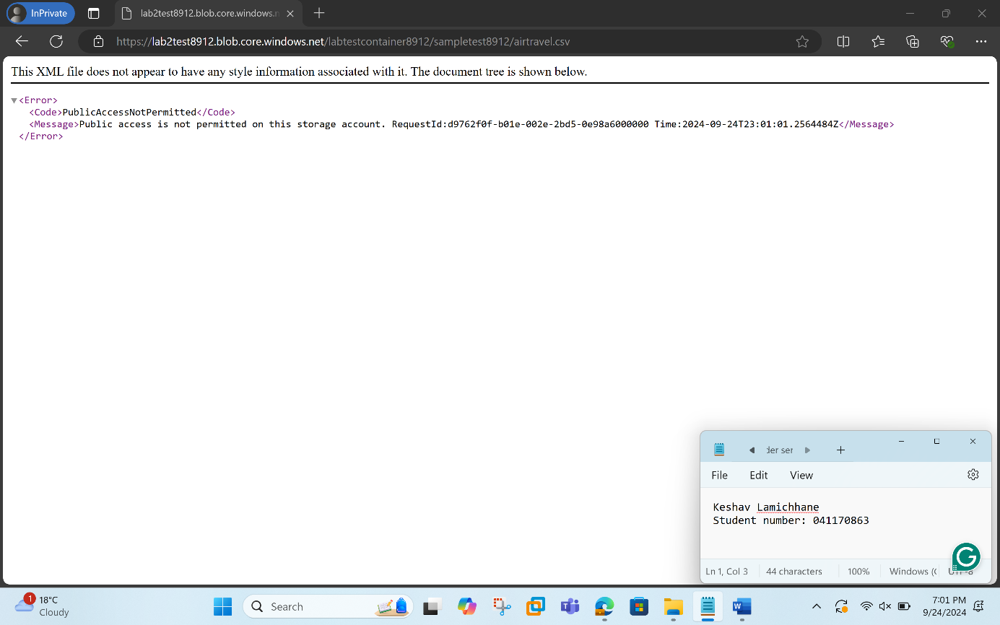 InPrivate
lab2test8912.blob.core.windows.n
https://lab2test8912.blob.core.windows.net/labtestcontainer8912/sampletest8912/airtravel.csv
This XML file does not appear to have any style information associated with it. The document tree is shown below.
<Error>
<Code>PublicAccessNotPermitted</Code>
<Message>Public access is not permitted on this storage account. RequestId:d9762f0f-b01e-002e-2bd5-0e98a6000000 Time:2024-09-24T23:01:01.2564484Z</Message>
</Error>
der ser
File Edit View
Keshav Lamichhane
Student number: 041170863
Ln 1, Col 3 44 characters 100% Windows (C UTF-8
1 18°C
Cloudy
Search
7:01 PM
9/24/2024